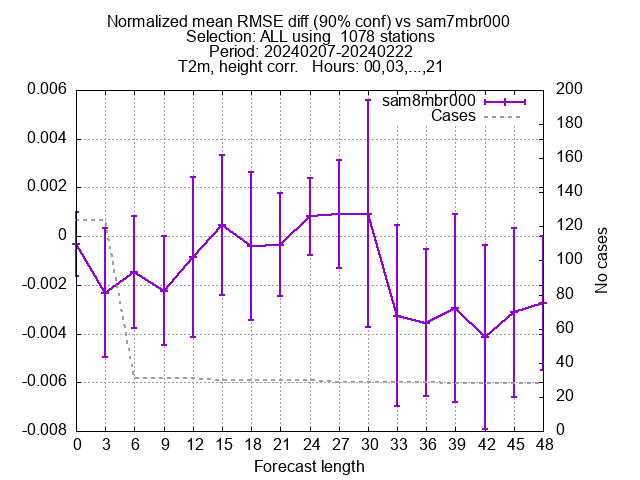 Normalized mean RMSE diff (90% conf) vs sam7mbr000
Selection: ALL using  1078 stations
Period: 20240207-20240222
T2m, height corr.   Hours: 00,03,...,21
sam8mbr000
Cases
0.006
0.004
0.002
0
-0.002
-0.004
-0.006
-0.008
200
180
160
140
120
100
80
60
40
20
0
No cases
0 3 6 9 12 15 18 21 24 27 30 33 36 39 42 45 48
Forecast length